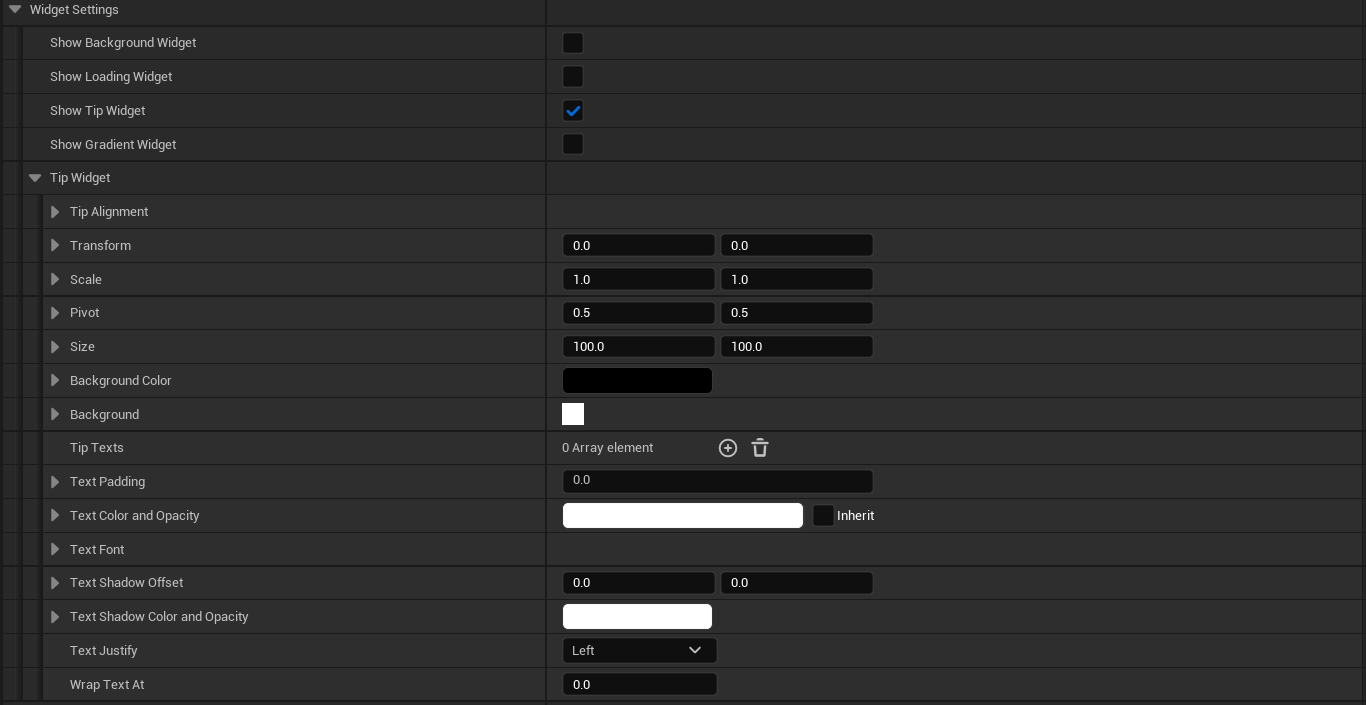 Widget Settings
Show Background Widget
Show Loading Widget
Show Tip Widget
Show Gradient Widget
Tip Widget
Tip Alignment
Transform 0.0 0.0
Scale 1.0 1.0
Pivot 0.5 0.5
Size 100.0 100.0
Background Color
Background
Tip Texts 0 Array element
Text Padding 0.0
Text Color and Opacity Inherit
Text Font
Text Shadow Offset 0.0 0.0
Text Shadow Color and Opacity
Text Justify Left
Wrap Text At 0.0